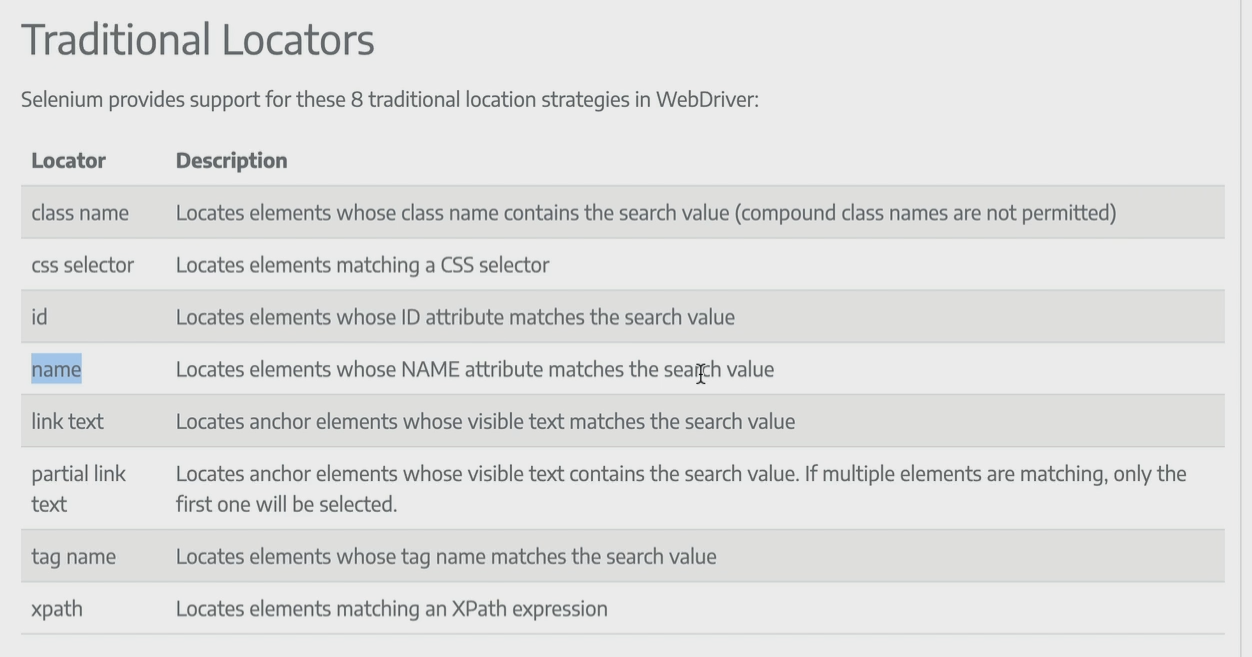 Traditional Locators
Selenium provides support for these 8 traditional location strategies in WebDriver:
Locator Description
class name Locates elements whose class name contains the search value (compound class names are not permitted)
css selector Locates elements matching a CSS selector
id Locates elements whose ID attribute matches the search value
name Locates elements whose NAME attribute matches the search value
link text Locates anchor elements whose visible text matches the search value
partial link Locates anchor elements whose visible text contains the search value. If multiple elements are matching, only the
text first one will be selected.
tag name Locates elements whose tag name matches the search value
xpath Locates elements matching an XPath expression